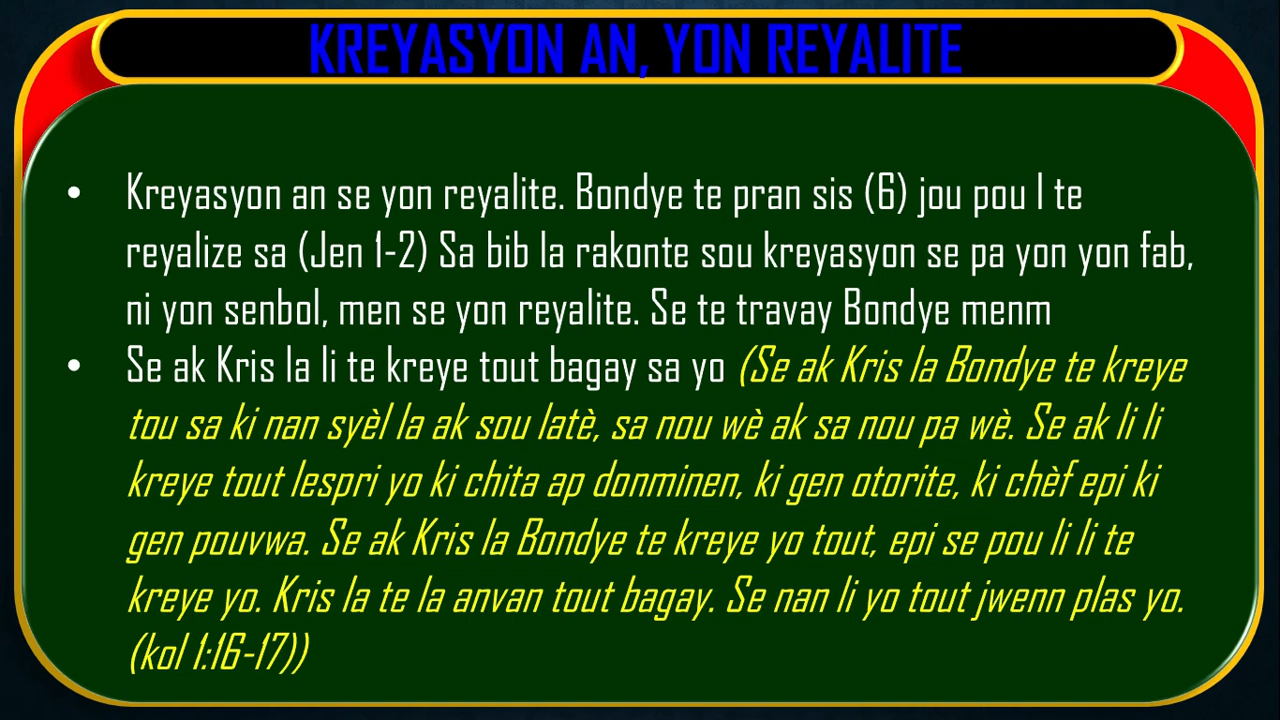 KREYASYON AN, YON REYALITE
• Kreyasyon an se yon reyalite. Bondye te pran sis (6) jou pou l te
reyalize sa (Jen 1-2) Sa bib la rakonte sou kreyasyon se pa yon yon fab,
ni yon senbol, men se yon reyalite. Se te travay Bondye menm
• Se ak Kris la li te kreye tout bagay sa yo (Se ak Kris la Bondye te kreye
tou sa ki nan syèl la ak sou latè, sa nou wè ak sa nou pa wè. Se ak li li
kreye tout lespri yo ki chita ap donminen, ki gen otorite, ki chèf epi ki
gen pouvwa. Se ak Kris la Bondye te kreye yo tout, epi se pou li li te
kreye yo. Kris la te la anvan tout bagay. Se nan li yo tout jwenn plas yo.
(kol 1:16-17))